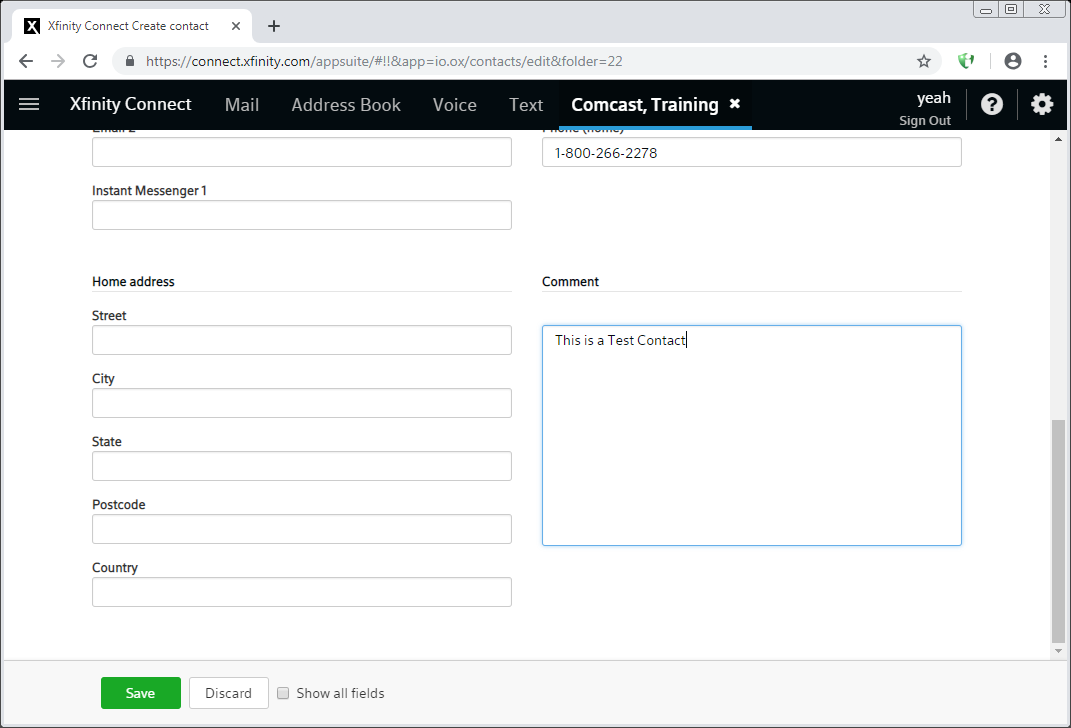 Xfinity Connect Create contact
https://connect.xfinity.com/appsuite/#!!&app=io.ox/contacts/edit&folder=22
Xfinity Connect Mail Address Book Voice Text Comcast, Training yeah
Sign Out
Email 2 Phone (home)
1-800-266-2278
Instant Messenger 1
Home address Comment
Street
This is a Test Contact
City
State
Postcode
Country
Save Discard Show all fields